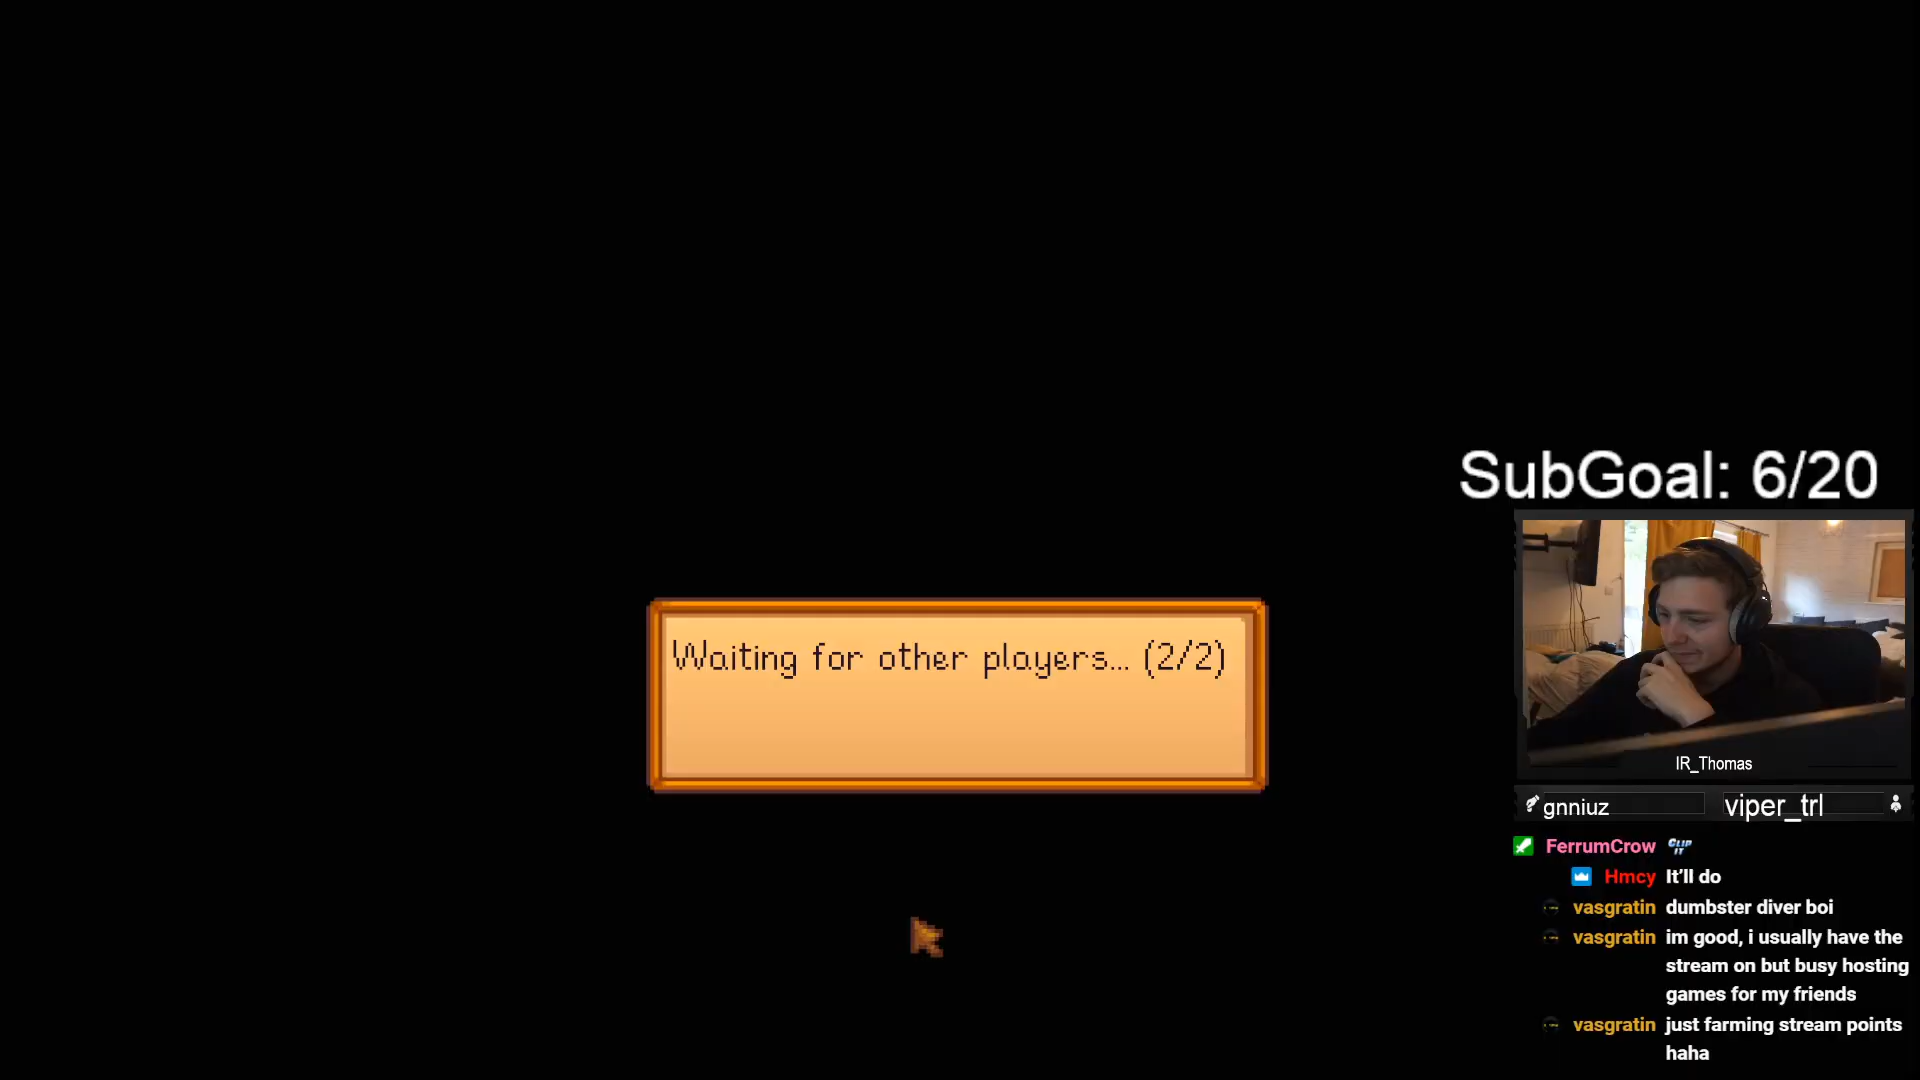 SubGoal: 6/20
Waiting for other players... (2/2)
IR_Thomas
gnniuz
viper_trl
FerrumCrow CLIP IT
Hmcy It'll do
vasgratin dumbster diver boi
vasgratin im good, i usually have the
stream on but busy hosting
games for my friends
vasgratin just farming stream points
haha